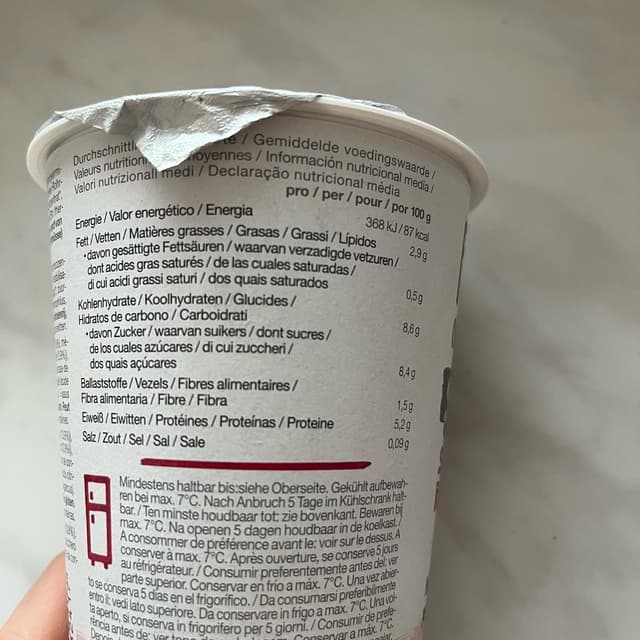 / Gemiddelde voedingswaarde /
Valeurs / Información nutricional media /
Valori nutrizionali medi / Declaração nutricional média
pro / per / pour / por 100 g
Energie / Valor energético / Energia 368 kJ / 87 kcal
Fett / Vetten / Matières grasses / Grasas / Grassi / Lípidos 2,9 g
• davon gesättigte Fettsäuren / waarvan verzadigde vetzuren /
dont acides gras saturés / de las cuales saturadas /
di cui acidi grassi saturi / dos quais saturados 0,5 g
Kohlenhydrate / Koolhydraten / Glucides /
Hidratos de carbono / Carboidrati 8,6 g
• davon Zucker / waarvan suikers / dont sucres /
de los cuales azúcares / di cui zuccheri /
dos quais açúcares 8,4 g
Ballaststoffe / Vezels / Fibres alimentaires /
Fibra alimentaria / Fibre / Fibra 1,5 g
Eiweiß / Eiwitten / Protéines / Proteínas / Proteine 5,2 g
Salz / Zout / Sel / Sal / Sale 0,09 g
Mindestens haltbar bis:siehe Oberseite. Gekühlt aufbewah-
ren bei max. 7°C. Nach Anbruch 5 Tage im Kühlschrank halt-
bar. / Ten minste houdbaar tot: zie bovenkant. Bewaren bij
max. 7°C. Na openen 5 dagen houdbaar in de koelkast. /
A consommer de préférence avant le: voir sur le dessus. A
conserver à max. 7°C. Après ouverture, se conserve 5 jours
au réfrigérateur. / Consumir preferentemente antes del: ver
parte superior. Conservar en frío a máx. 7°C. Una vez abier-
to se conserva 5 días en el frigorífico. / Da consumarsi preferibilmente
entro il: vedi lato superiore. Da conservare in frigo a max. 7°C. Una vol-
ta aperto, si conserva in frigorifero per 5 giorni. / Consumir de prefe-
rência antes de: ver Conservar a máx. 7°C.